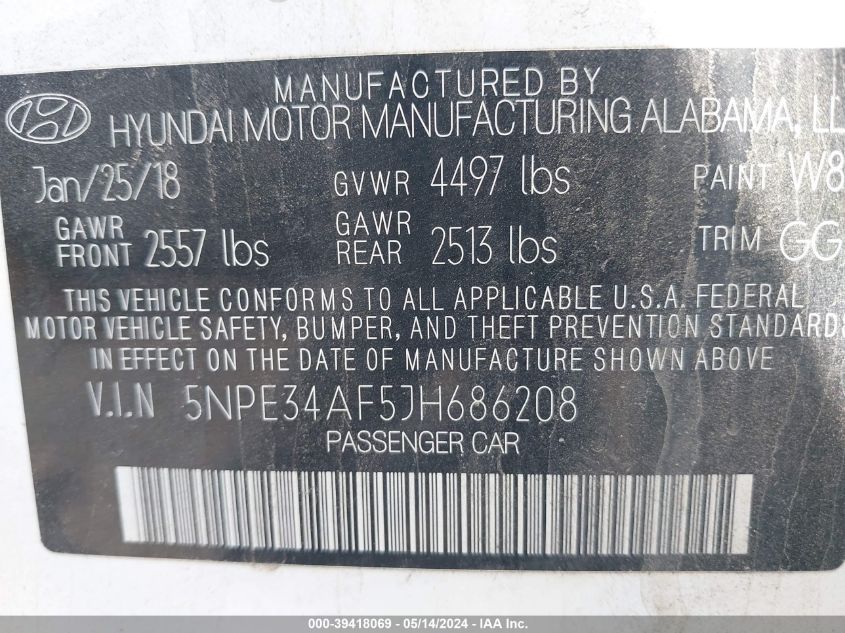 MANUFACTURED BY
HYUNDAI MOTOR MANUFACTURING ALABAMA, LL
Jan/25/18 GVWR 4497 lbs PAINT W8
GAWR FRONT 2557 lbs GAWR REAR 2513 lbs TRIM GG
THIS VEHICLE CONFORMS TO ALL APPLICABLE U.S.A. FEDERAL
MOTOR VEHICLE SAFETY, BUMPER, AND THEFT PREVENTION STANDARDS
IN EFFECT ON THE DATE OF MANUFACTURE SHOWN ABOVE
V.I.N 5NPE34AF5JH686208
PASSENGER CAR
000-39418069 - 05/14/2024 - IAA Inc.